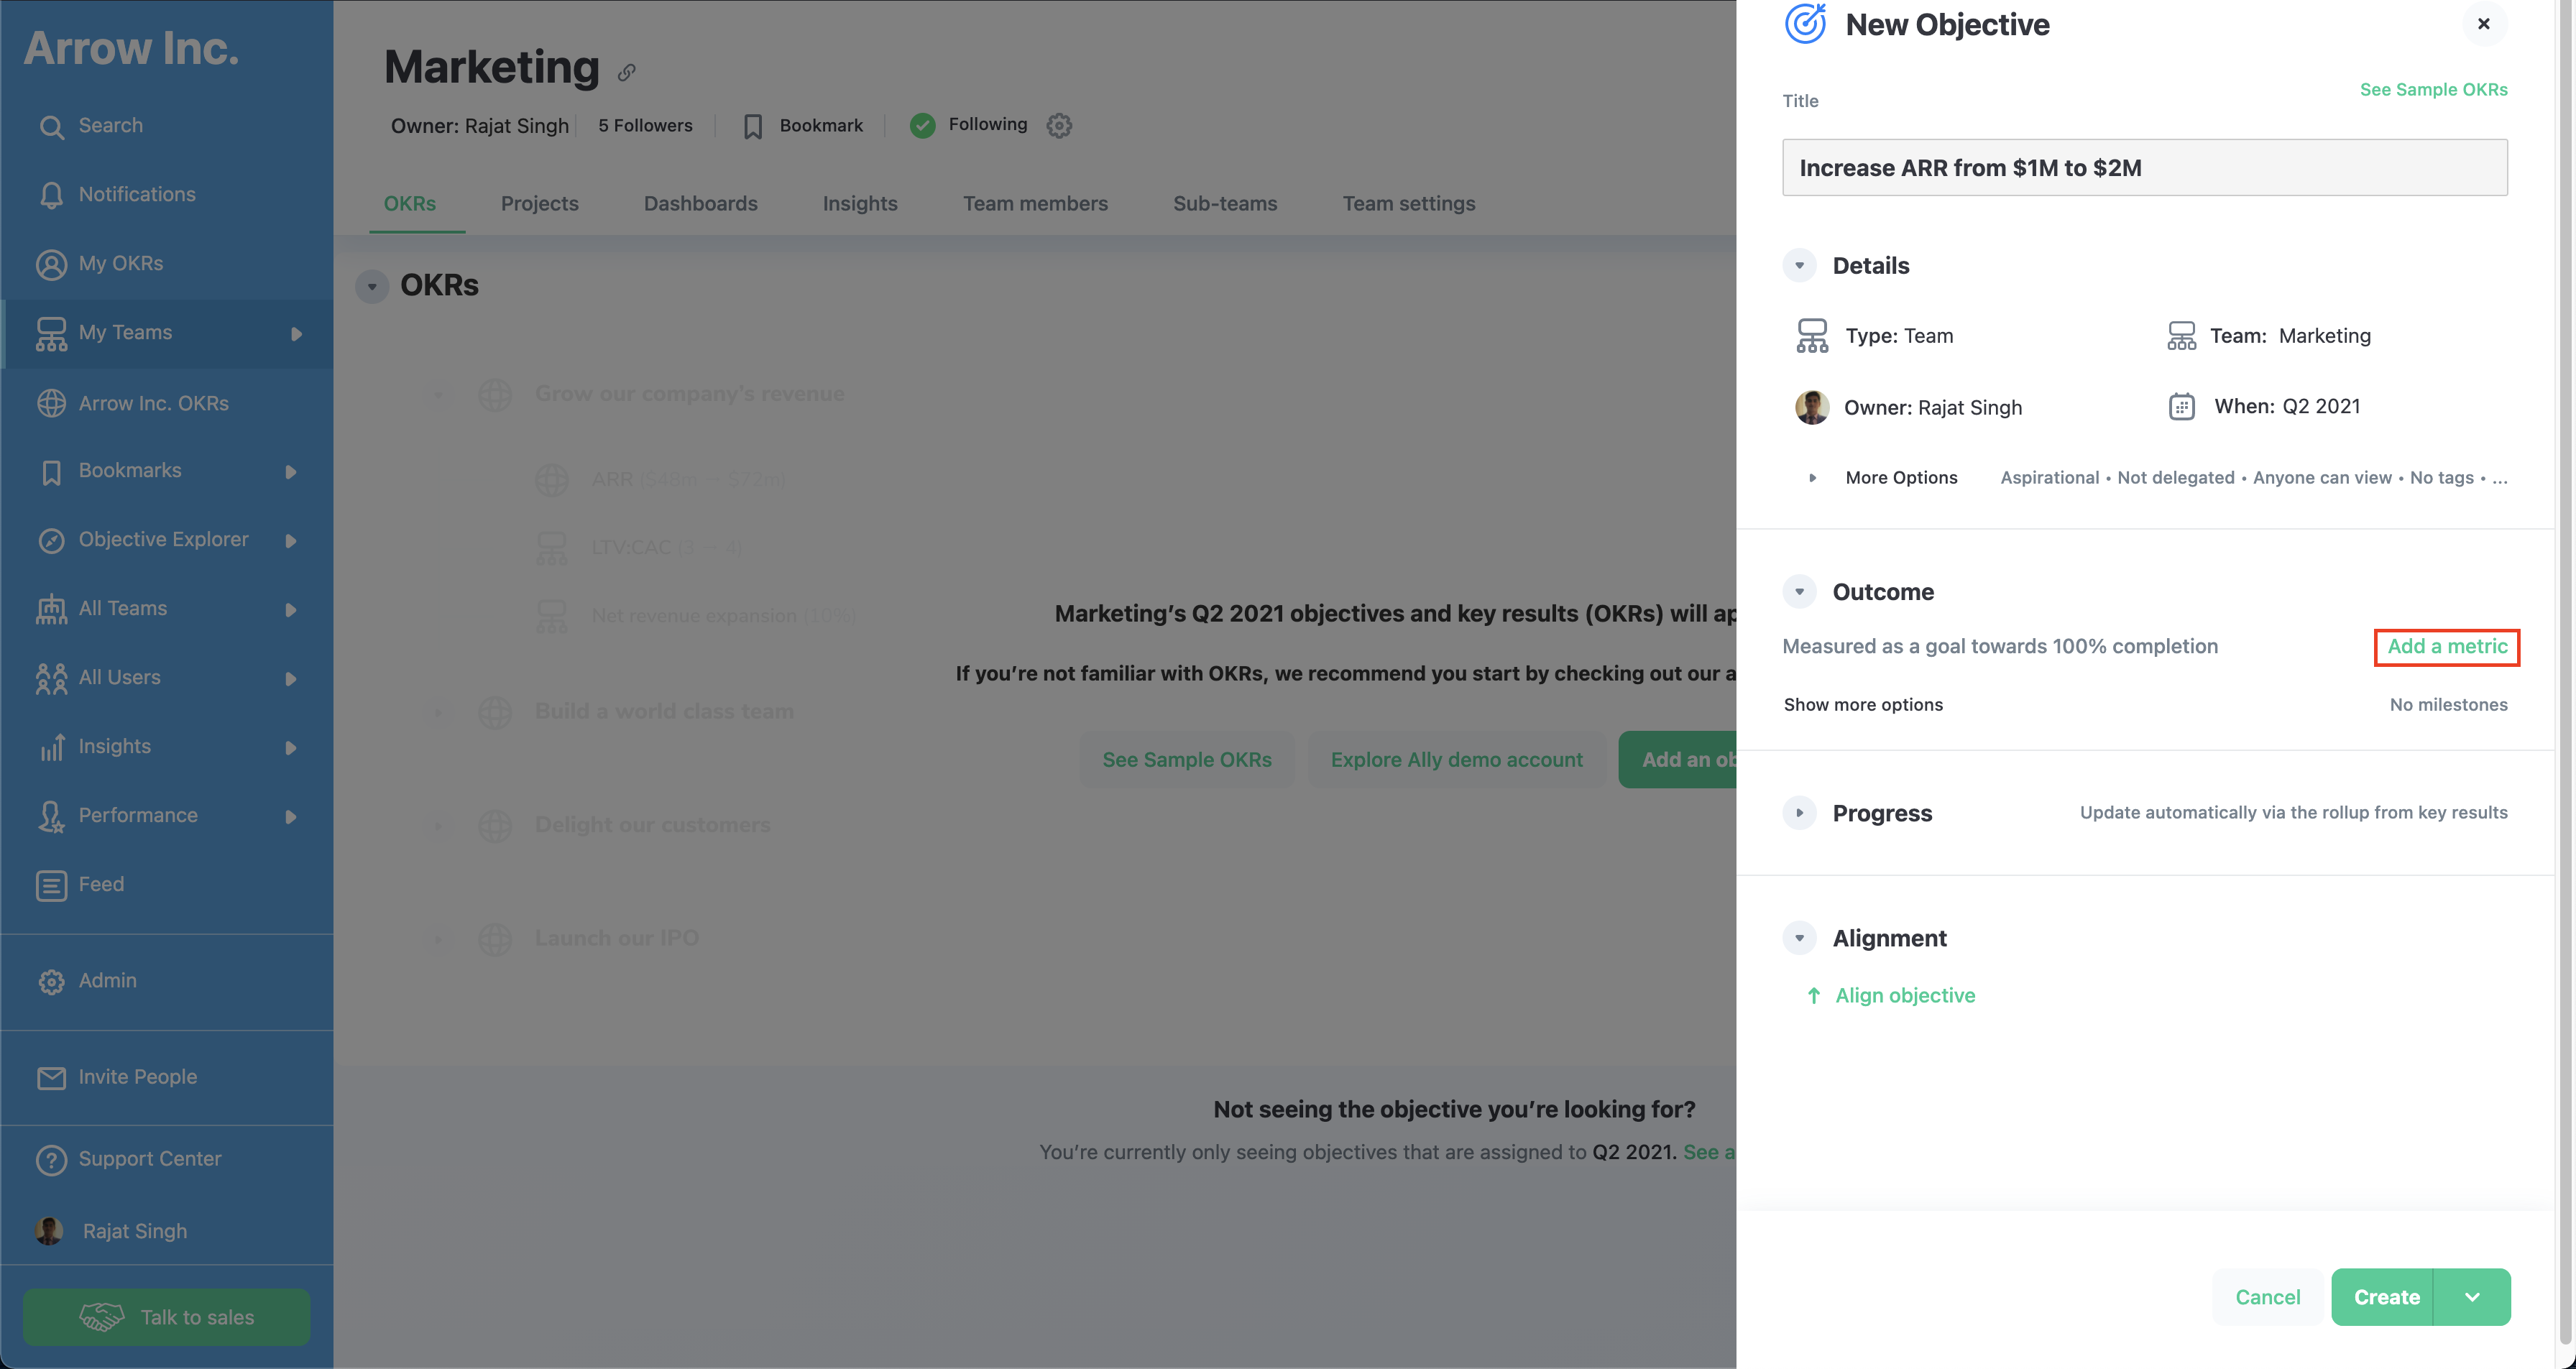 Arrow Inc.
Search
Notifications
My OKRs
My Teams
Arrow Inc. OKRs
Bookmarks
Objective Explorer
All Teams
All Users
Insights
Performance
Feed
Admin
Invite People
Support Center
Rajat Singh
Talk to sales
Marketing
Owner: Rajat Singh
5 Followers
Bookmark
Following
OKRs Projects Dashboards Insights Team members Sub-teams Team settings
OKRs
Grow our company's revenue
ARR ($48m → $72m)
LTV:CAC (3 → 4)
Net revenue expansion (10%)
Marketing's Q2 2021 objectives and key results (OKRs) will ap
If you're not familiar with OKRs, we recommend you start by checking out our a
Build a world class team
See Sample OKRs Explore Ally demo account Add an ob
Delight our customers
Launch our IPO
Not seeing the objective you're looking for?
You're currently only seeing objectives that are assigned to Q2 2021. See a
New Objective
See Sample OKRs
Title
Increase ARR from $1M to $2M
Details
Type: Team
Team: Marketing
Owner: Rajat Singh
When: Q2 2021
More Options Aspirational • Not delegated • Anyone can view • No tags • ...
Outcome
Measured as a goal towards 100% completion Add a metric
Show more options No milestones
Progress Update automatically via the rollup from key results
Alignment
Align objective
Cancel Create